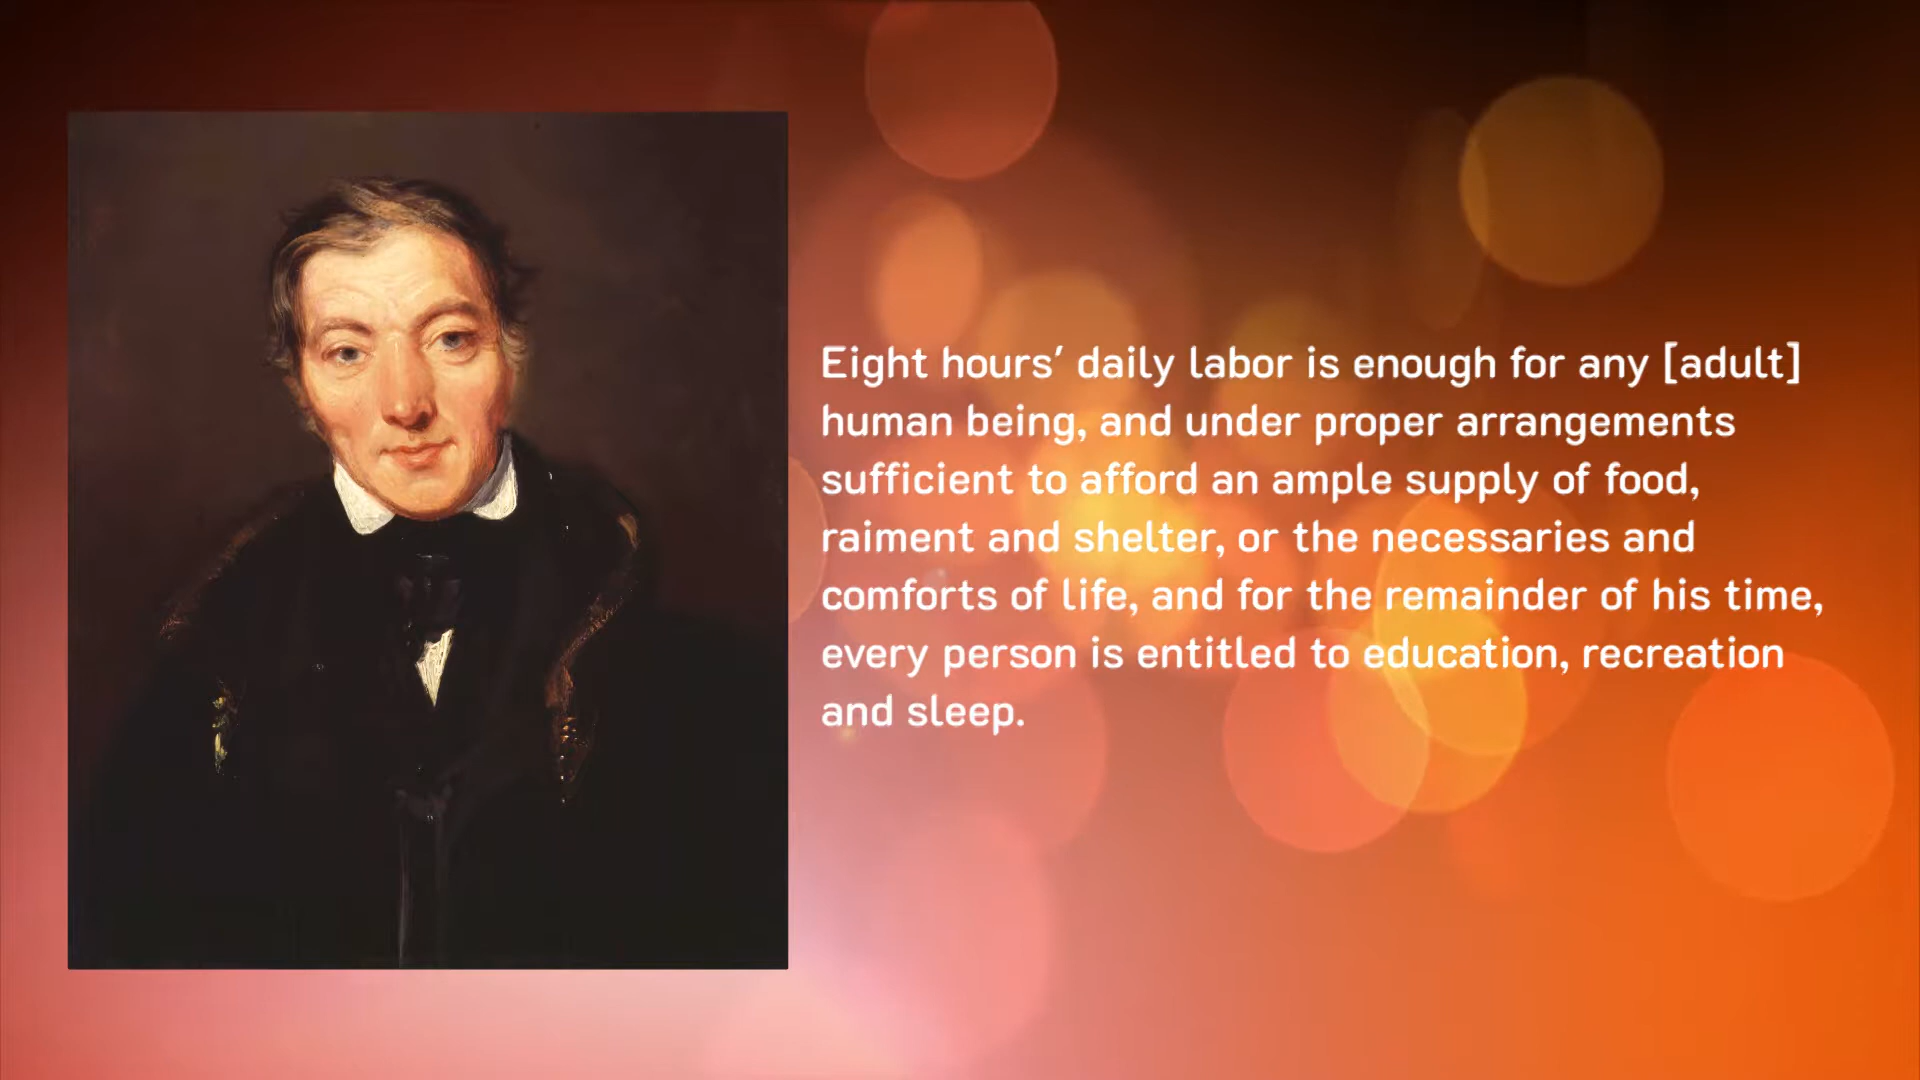 Eight hours' daily labor is enough for any [adult]
human being, and under proper arrangements
sufficient to afford an ample supply of food,
raiment and shelter, or the necessaries and
comforts of life, and for the remainder of his time,
every person is entitled to education, recreation
and sleep.